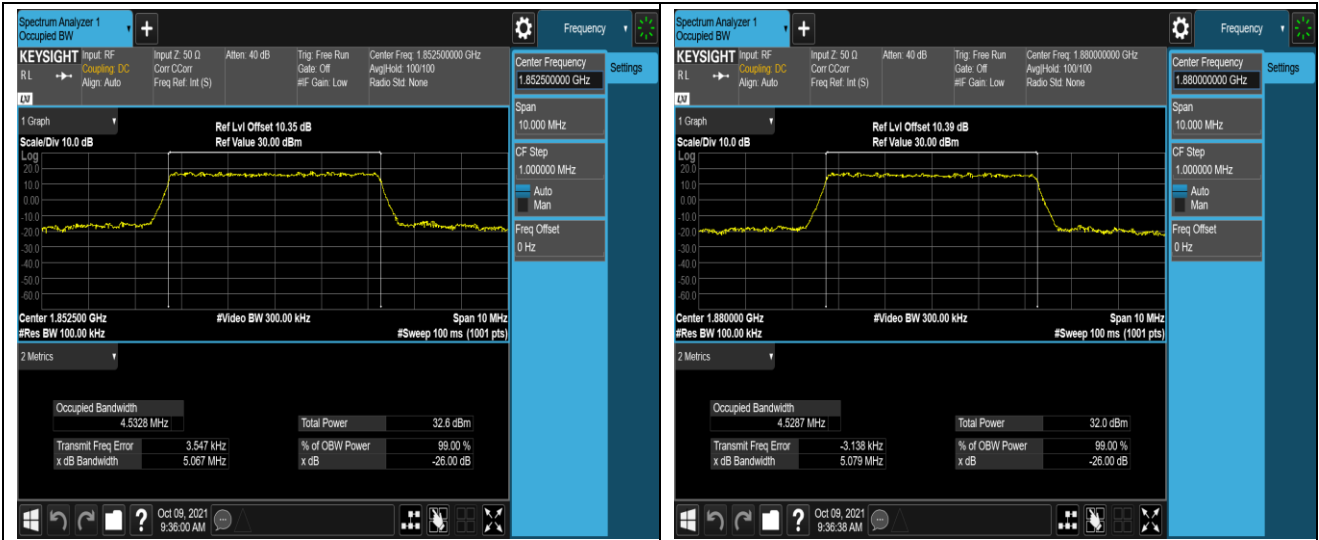 Spectrum Analyzer 1
Occupied BW
Frequency
KEYSIGHT Input: RF Input Z: 50 Ω Atten: 40 dB Trig: Free Run Center Freq: 1.852500000 GHz
RL Coupling: DC Corr CCorr Gate: Off Avg|Hold: 100/100
Align: Auto Freq Ref: Int (S) #IF Gain: Low Radio Std: None
LXI
Center Frequency
1.852500000 GHz
Settings
Span
10.000 MHz
CF Step
1.000000 MHz
Auto
Man
Freq Offset
0 Hz
1 Graph
Ref Lvl Offset 10.35 dB
Scale/Div 10.0 dB Ref Value 30.00 dBm
Log
20.0
10.0
0.00
-10.0
-20.0
-30.0
-40.0
-50.0
-60.0
Center 1.852500 GHz #Video BW 300.00 kHz Span 10 MHz
#Res BW 100.00 kHz #Sweep 100 ms (1001 pts)
2 Metrics
Occupied Bandwidth
4.5328 MHz Total Power 32.6 dBm
Transmit Freq Error 3.547 kHz % of OBW Power 99.00 %
x dB Bandwidth 5.067 MHz x dB -26.00 dB
? Oct 09, 2021
9:36:00 AM
Spectrum Analyzer 1
Occupied BW
Frequency
KEYSIGHT Input: RF Input Z: 50 Ω Atten: 40 dB Trig: Free Run Center Freq: 1.880000000 GHz
RL Coupling: DC Corr CCorr Gate: Off Avg|Hold: 100/100
Align: Auto Freq Ref: Int (S) #IF Gain: Low Radio Std: None
LXI
Center Frequency
1.880000000 GHz
Settings
Span
10.000 MHz
CF Step
1.000000 MHz
Auto
Man
Freq Offset
0 Hz
1 Graph
Ref Lvl Offset 10.39 dB
Scale/Div 10.0 dB Ref Value 30.00 dBm
Log
20.0
10.0
0.00
-10.0
-20.0
-30.0
-40.0
-50.0
-60.0
Center 1.880000 GHz #Video BW 300.00 kHz Span 10 MHz
#Res BW 100.00 kHz #Sweep 100 ms (1001 pts)
2 Metrics
Occupied Bandwidth
4.5287 MHz Total Power 32.0 dBm
Transmit Freq Error -3.138 kHz % of OBW Power 99.00 %
x dB Bandwidth 5.079 MHz x dB -26.00 dB
? Oct 09, 2021
9:36:38 AM